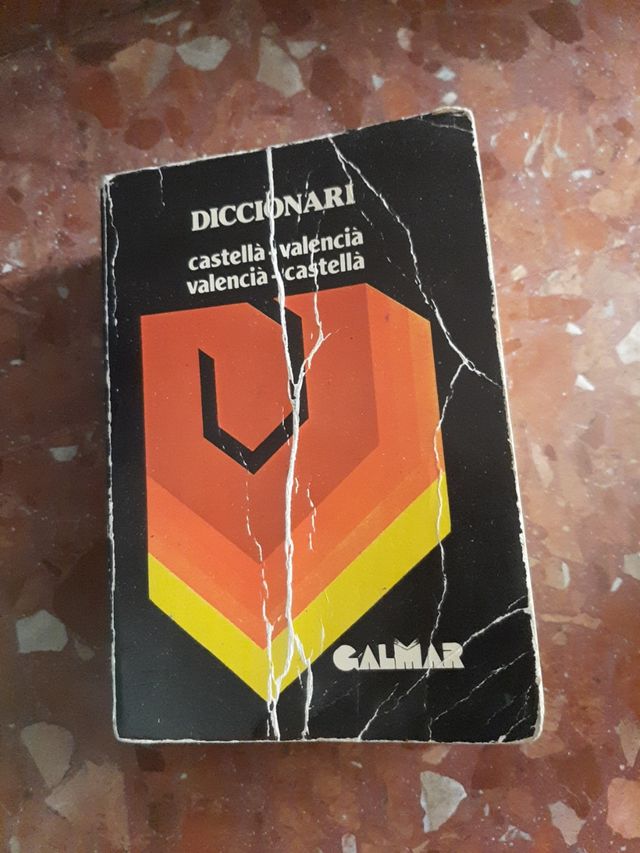 DICCIONARI
castellà-valencià
valencià-castellà
GALMAR